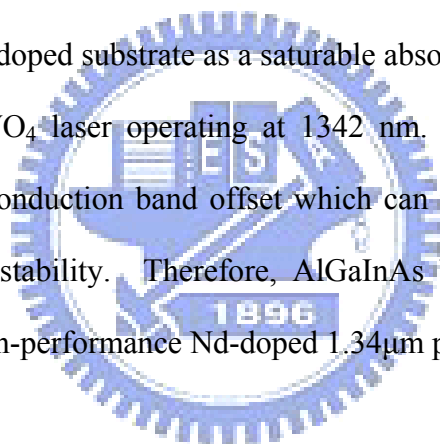 doped substrate as a saturable abso
O₄ laser operating at 1342 nm.
onduction band offset which can
stability. Therefore, AlGaInAs
n-performance Nd-doped 1.34μm p
E S
1896